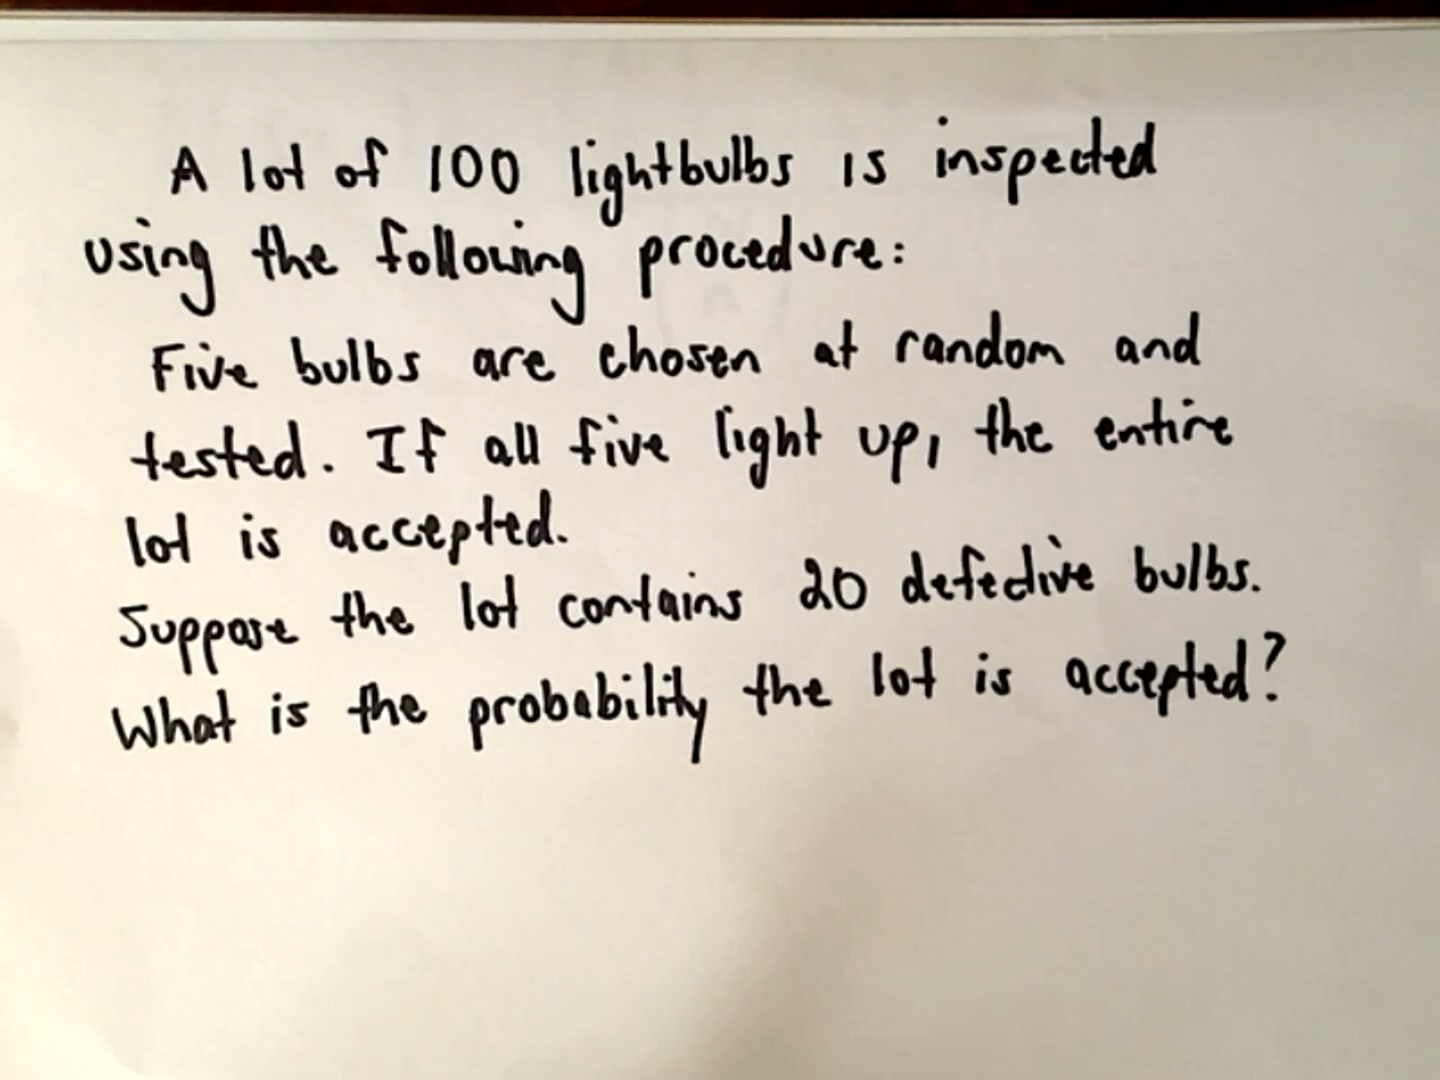 A lot of 100 lightbulbs is inspected
using the following procedure:
Five bulbs are chosen at random and
tested. If all five light up, the entire
lot is accepted.
Suppose the lot contains 20 defective bulbs.
What is the probability the lot is accepted?